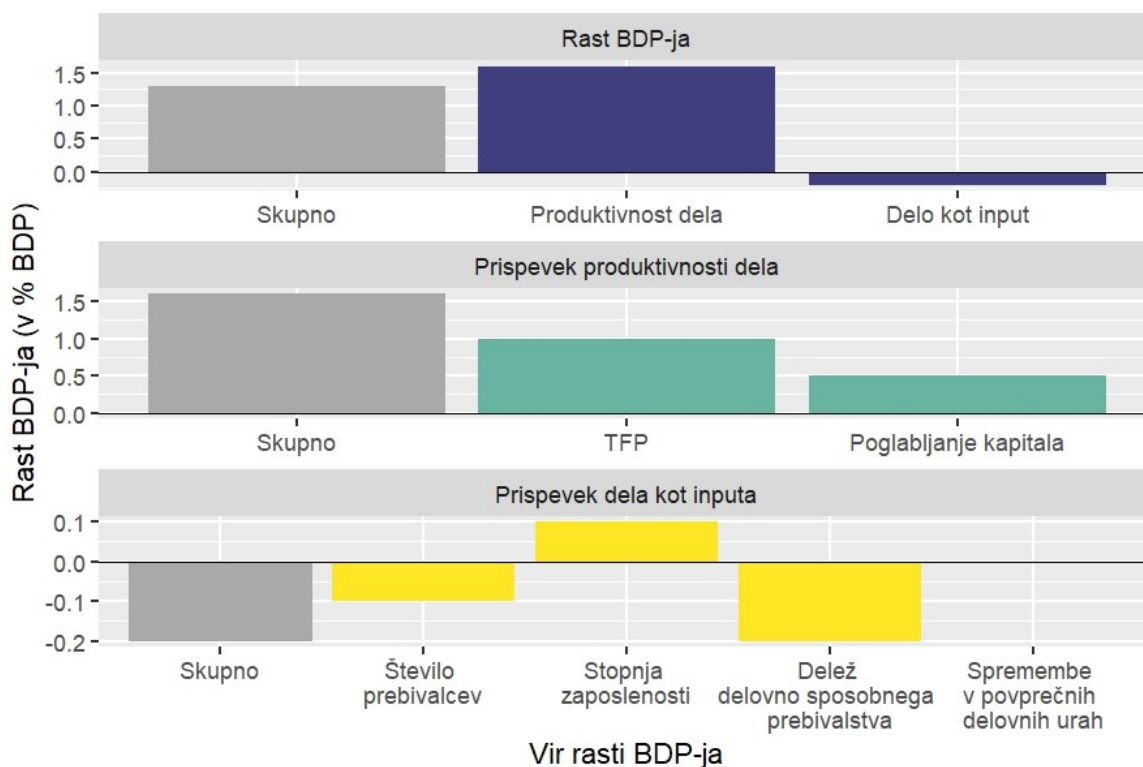 Rast BDP-ja (v % BDP)
Rast BDP-ja
1.5
1.0
0.5
0.0
Skupno
Produktivnost dela
Delo kot input
Prispevek produktivnosti dela
1.5
1.0
0.5
0.0
Skupno
TFP
Poglabljanje kapitala
Prispevek dela kot inputa
0.1
0.0
-0.1
-0.2
Skupno
Število
prebivalcev
Stopnja
zaposlenosti
Delež
delovno sposobnega
prebivalstva
Spremembe
v povprečnih
delovnih urah
Vir rasti BDP-ja